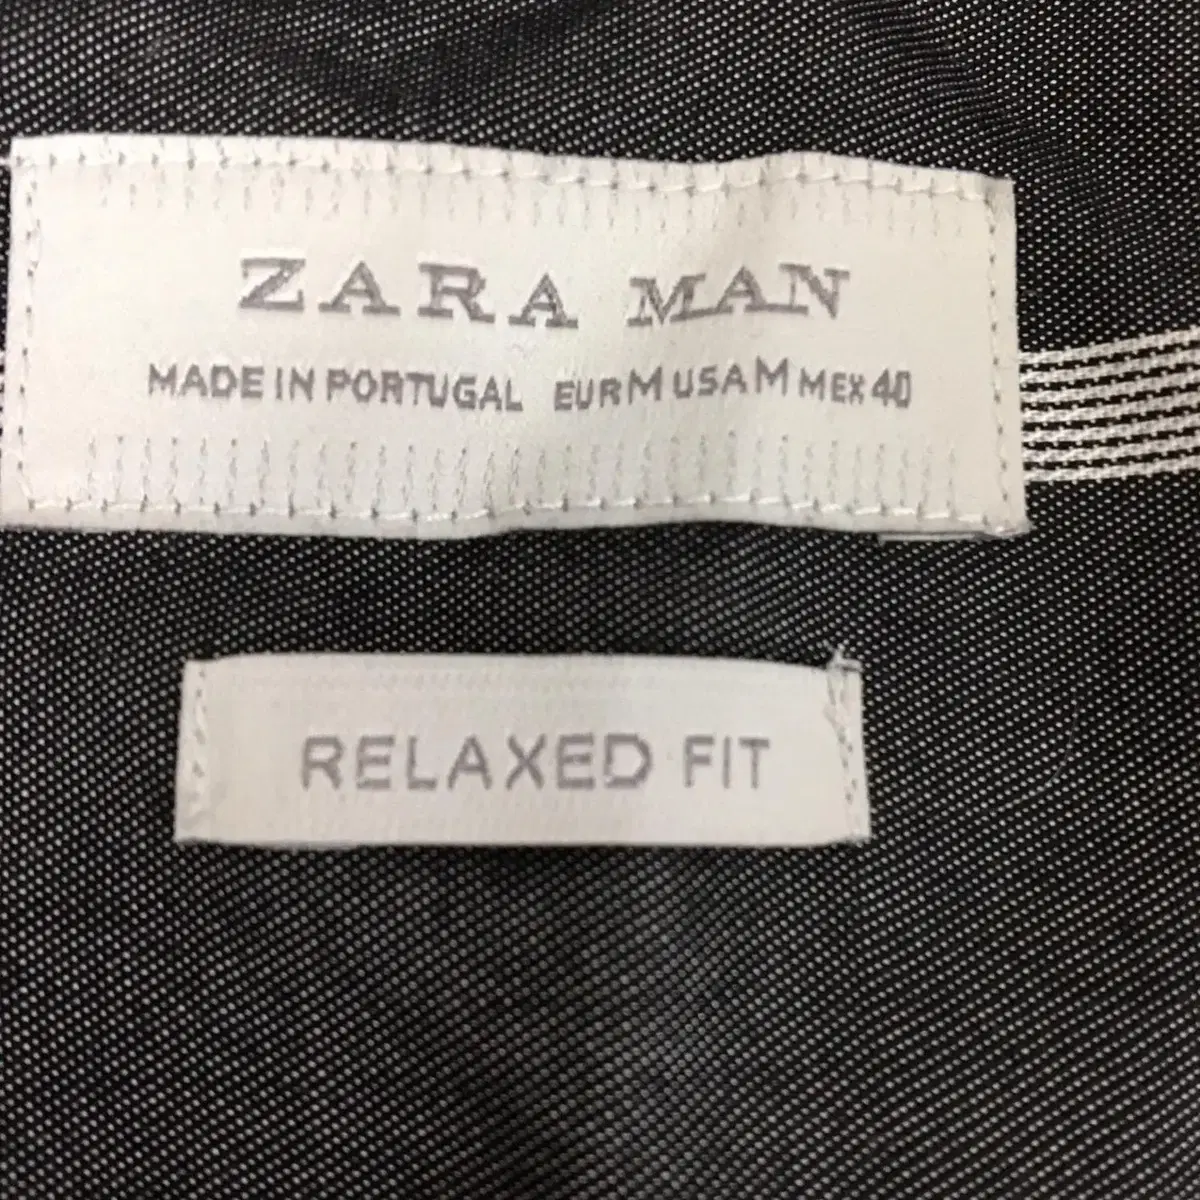 ZARA MAN
MADE IN PORTUGAL EUR M USA M MEX 40
RELAXED FIT